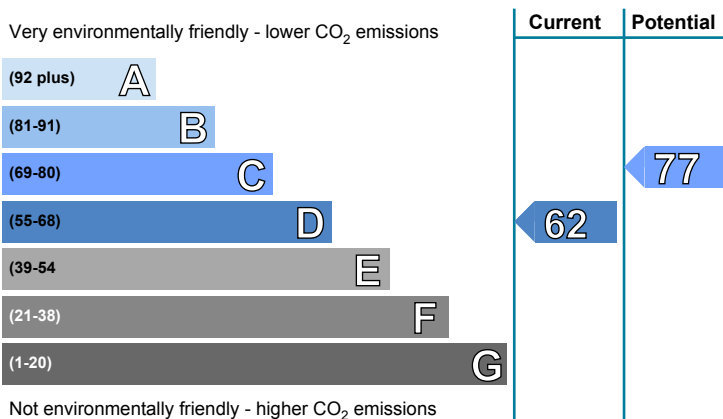 Very environmentally friendly - lower CO2 emissions
Current Potential
(92 plus) A
(81-91) B
(69-80) C
77
(55-68) D
62
(39-54 E
(21-38) F
(1-20) G
Not environmentally friendly - higher CO2 emissions